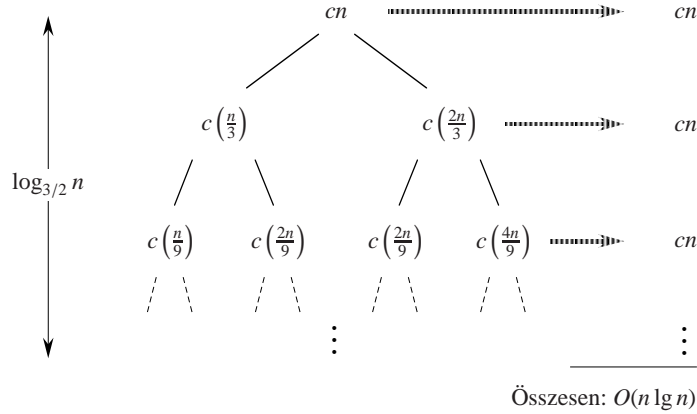 cn cn
c(n/3) c(2n/3) cn
log_{3/2} n
c(n/9) c(2n/9) c(2n/9) c(4n/9) cn
⋮ ⋮
Összesen: O(n lg n)